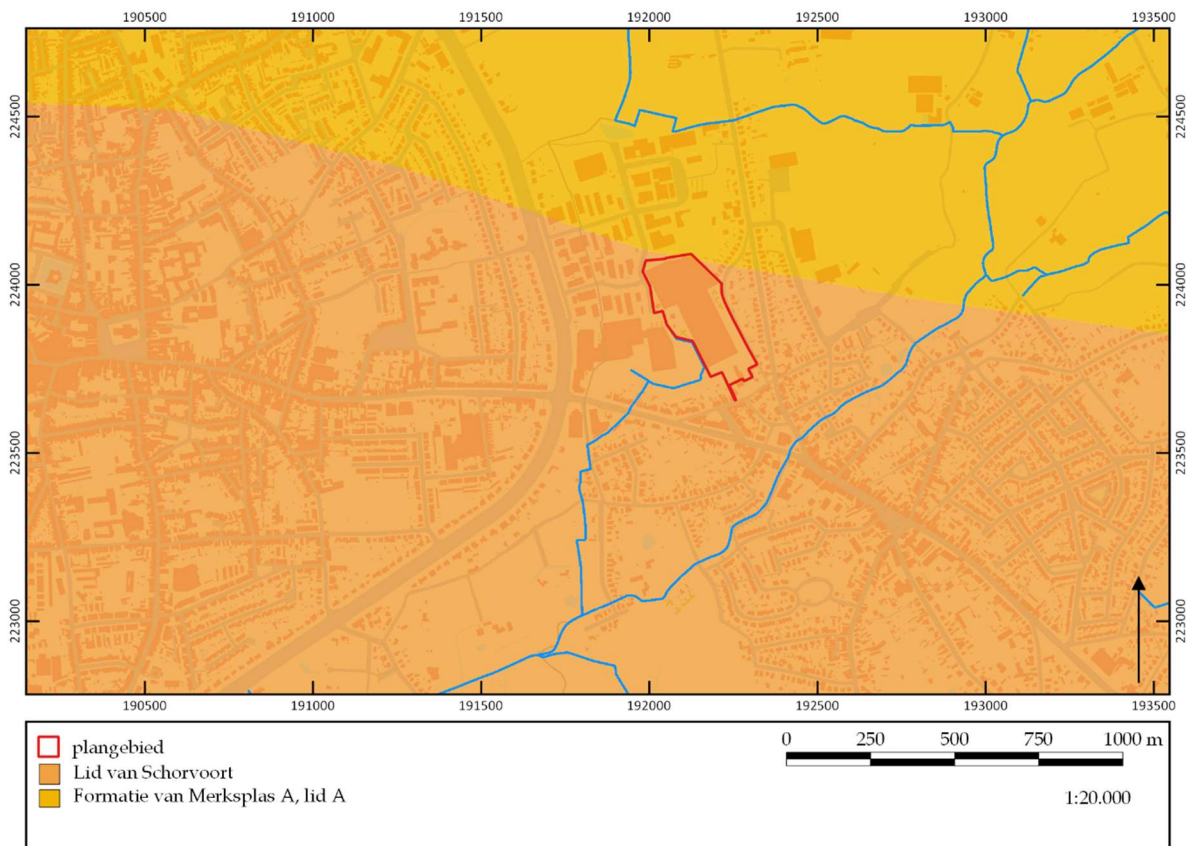 190500 191000 191500 192000 192500 193000 193500
224500 224500
224000 224000
223500 223500
223000 223000
190500 191000 191500 192000 192500 193000 193500
plangebied
Lid van Schorvoort
Formatie van Merksplas A, lid A
0 250 500 750 1000 m
1:20.000